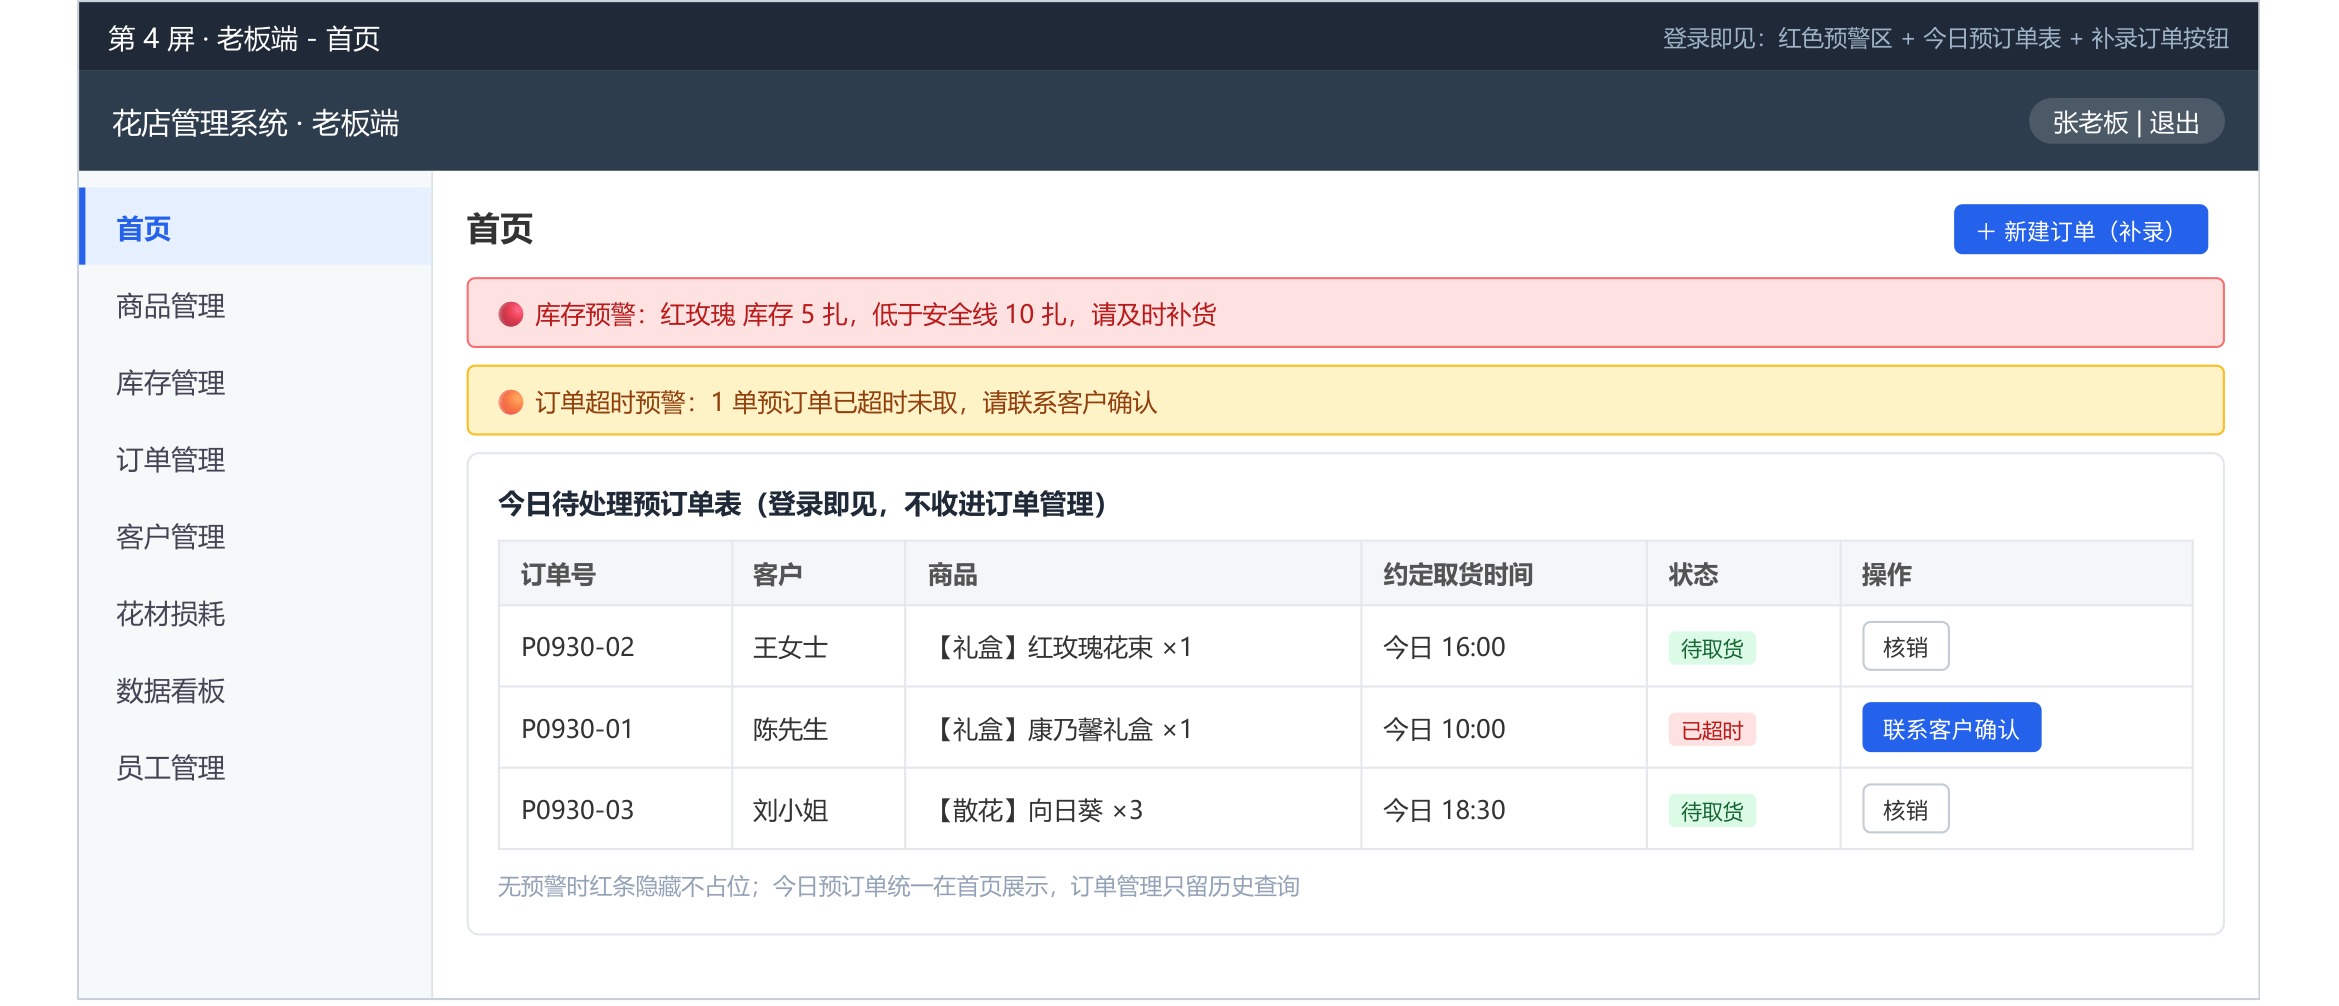 第 4 屏 · 老板端 - 首页
登录即见：红色预警区 + 今日预订单表 + 补录订单按钮
花店管理系统 · 老板端
张老板 | 退出
首页
商品管理
库存管理
订单管理
客户管理
花材损耗
数据看板
员工管理
首页
＋ 新建订单（补录）
库存预警：红玫瑰 库存 5 扎，低于安全线 10 扎，请及时补货
订单超时预警：1 单预订单已超时未取，请联系客户确认
今日待处理预订单表（登录即见，不收进订单管理）
订单号 客户 商品 约定取货时间 状态 操作
P0930-02 王女士 【礼盒】红玫瑰花束 ×1 今日 16:00 待取货 核销
P0930-01 陈先生 【礼盒】康乃馨礼盒 ×1 今日 10:00 已超时 联系客户确认
P0930-03 刘小姐 【散花】向日葵 ×3 今日 18:30 待取货 核销
无预警时红条隐藏不占位；今日预订单统一在首页展示，订单管理只留历史查询